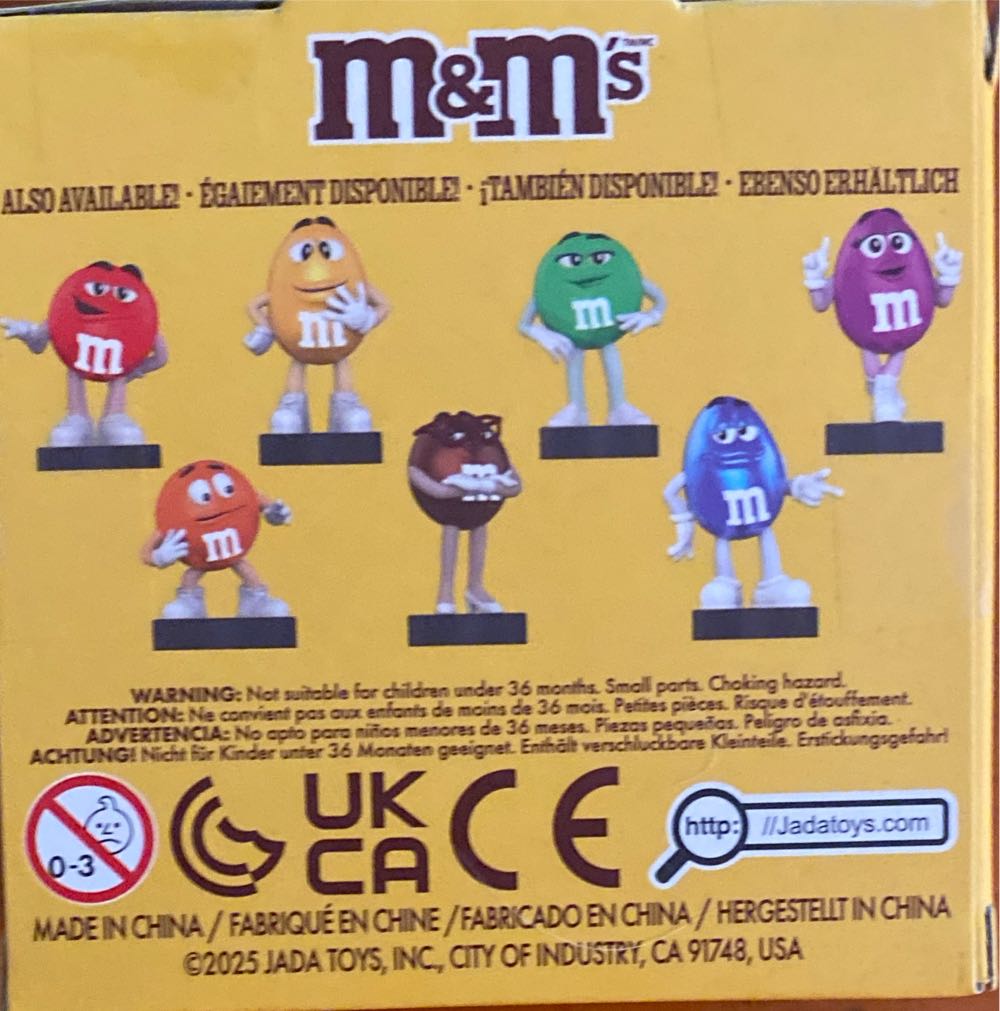 m&m's
ALSO AVAILABLE! · ÉGALEMENT DISPONIBLE! · ¡TAMBIÉN DISPONIBLE! · EBENSO ERHÄLTLICH
m
m
m
m
m
m
m
WARNING: Not suitable for children under 36 months. Small parts. Choking hazard.
ATTENTION: Ne convient pas aux enfants de moins de 36 mois. Petites pièces. Risque d'étouffement.
ADVERTENCIA: No apto para niños menores de 36 meses. Piezas pequeñas. Peligro de asfixia.
ACHTUNG! Nicht für Kinder unter 36 Monaten geeignet. Enthält verschluckbare Kleinteile. Erstickungsgefahr!
0-3
UK
CA
CE
http: //Jadatoys.com
MADE IN CHINA / FABRIQUÉ EN CHINE / FABRICADO EN CHINA / HERGESTELLT IN CHINA
©2025 JADA TOYS, INC., CITY OF INDUSTRY, CA 91748, USA